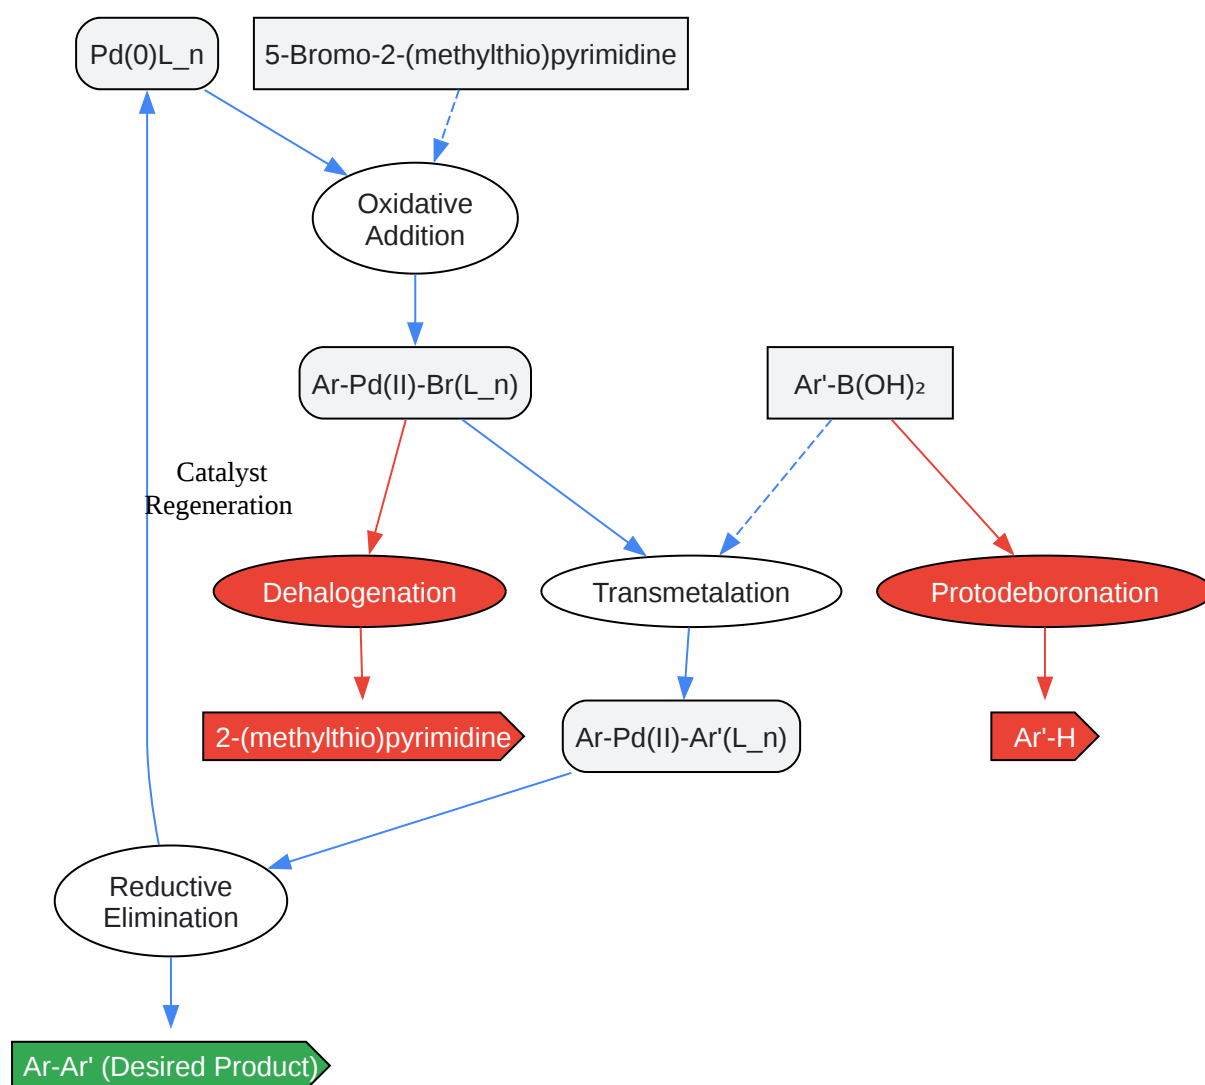 Pd(0)L_n
5-Bromo-2-(methylthio)pyrimidine
Oxidative
Addition
Ar-Pd(II)-Br(L_n)
Ar'-B(OH)₂
Catalyst
Regeneration
Dehalogenation
Transmetalation
Protodeboronation
2-(methylthio)pyrimidine
Ar-Pd(II)-Ar'(L_n)
Ar'-H
Reductive
Elimination
Ar-Ar' (Desired Product)